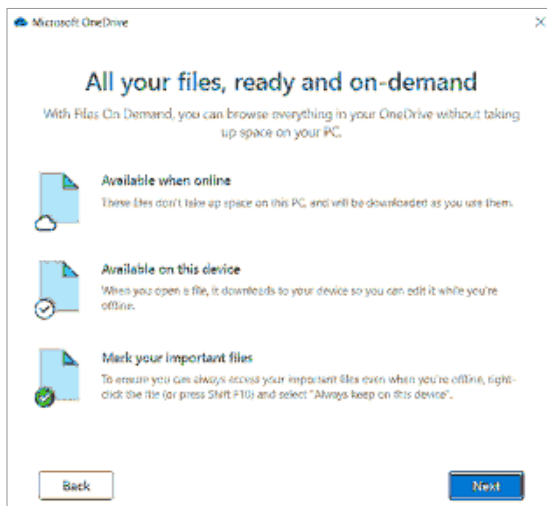 Microsoft OneDrive
All your files, ready and on-demand
With Files On Demand, you can browse everything in your OneDrive without taking
up space on your PC.
Available when online
These files don't take up space on this PC, and will be downloaded as you use them.
Available on this device
When you open a file, it downloads to your device so you can edit it while you're
offline.
Mark your important files
To ensure you can always access your important files even when you're offline, right-
click the file (or press Shift F10) and select "Always keep on this device".
Back
Next